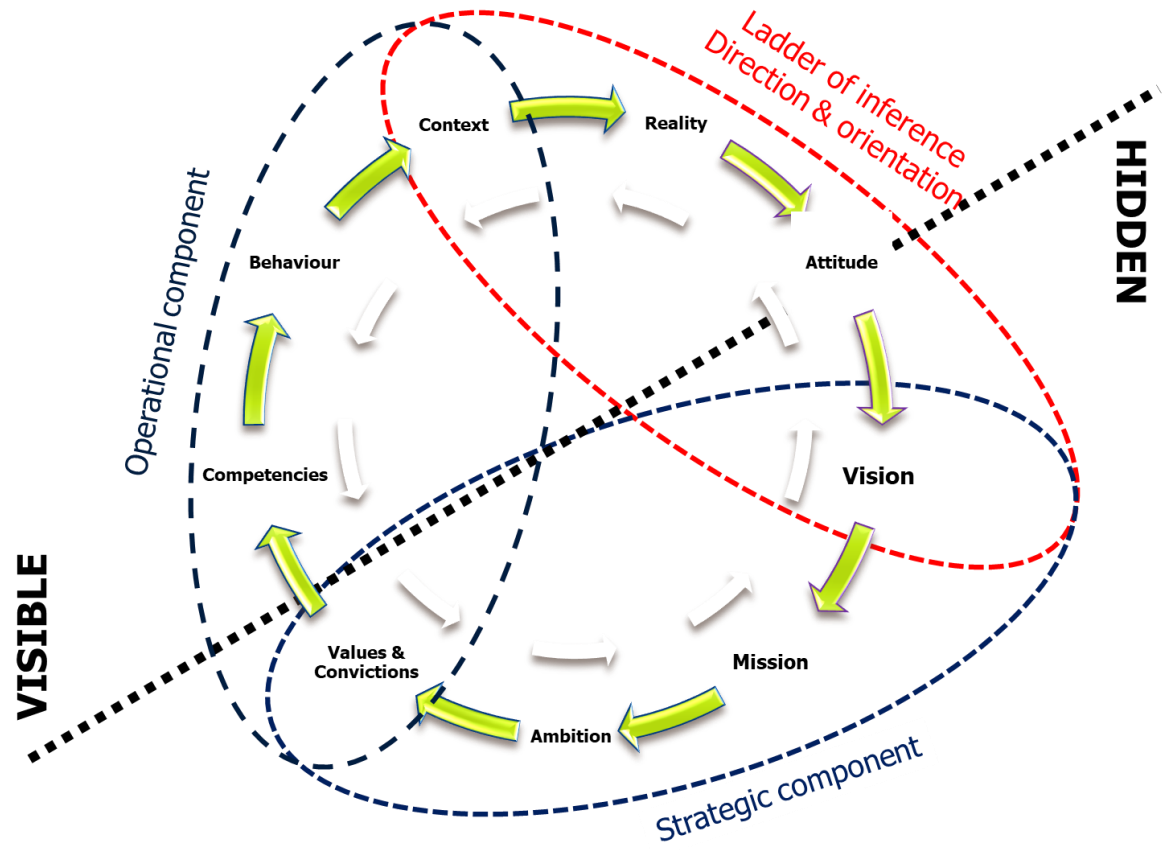 Ladder of inference
Direction & orientation
HIDDEN
Context
Reality
Behaviour
Attitude
Operational component
Competencies
Vision
VISIBLE
Values &
Convictions
Mission
Ambition
Strategic component